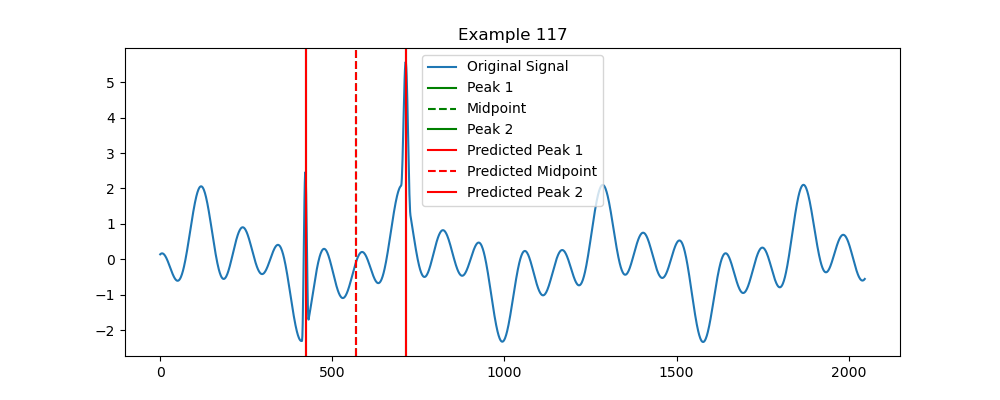 Example 117
Original Signal
Peak 1
Midpoint
Peak 2
Predicted Peak 1
Predicted Midpoint
Predicted Peak 2
5
4
3
2
1
0
−1
−2
0 500 1000 1500 2000